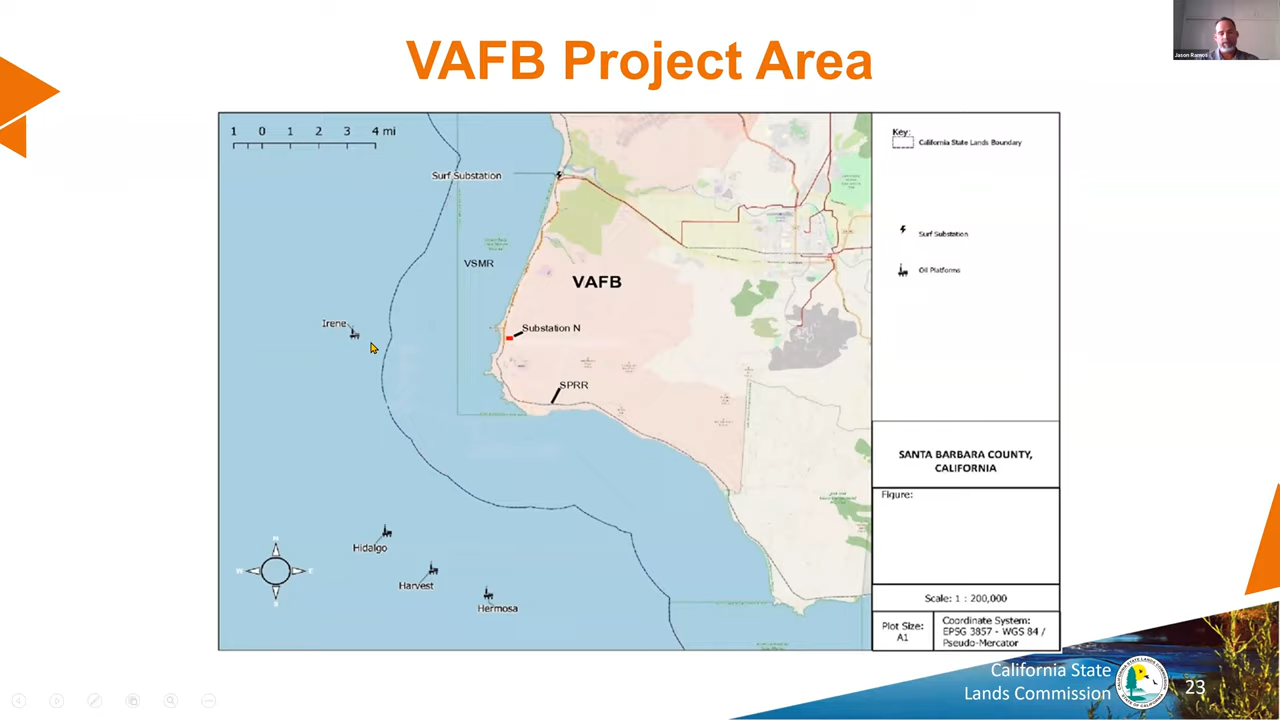 VAFB Project Area
Jason Ramos
1 0 1 2 3 4 mi
Surf Substation
VSMR
VAFB
Irene
Substation N
SPRR
Hidalgo
Harvest
Hermosa
N
W E
S
Key:
California State Lands Boundary
Surf Substation
Oil Platforms
SANTA BARBARA COUNTY,
CALIFORNIA
Figure:
Scale: 1 : 200,000
Plot Size:
A1
Coordinate System:
EPSG 3857 - WGS 84 /
Pseudo-Mercator
California State
Lands Commission
23